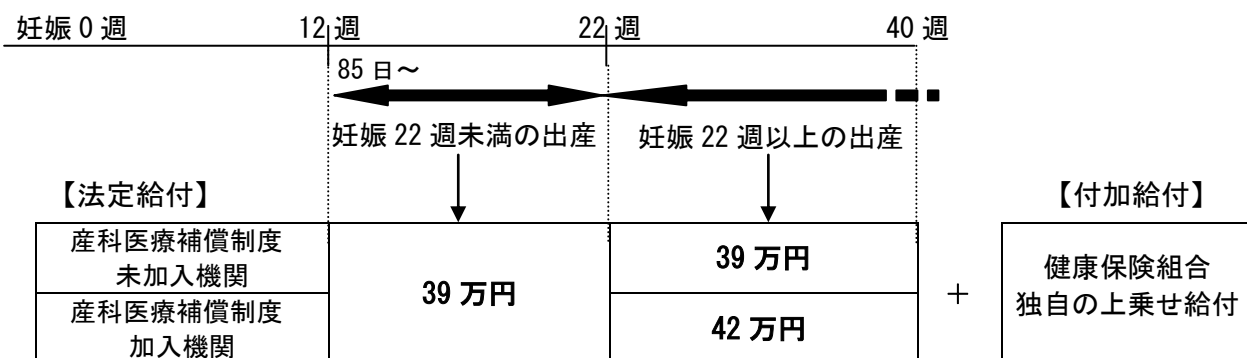 妊娠 0 週 12 週 22 週 40 週
85 日～
妊娠 22 週未満の出産 妊娠 22 週以上の出産
【法定給付】 【付加給付】
産科医療補償制度
未加入機関
産科医療補償制度
加入機関
39 万円
39 万円
42 万円
＋
健康保険組合
独自の上乗せ給付